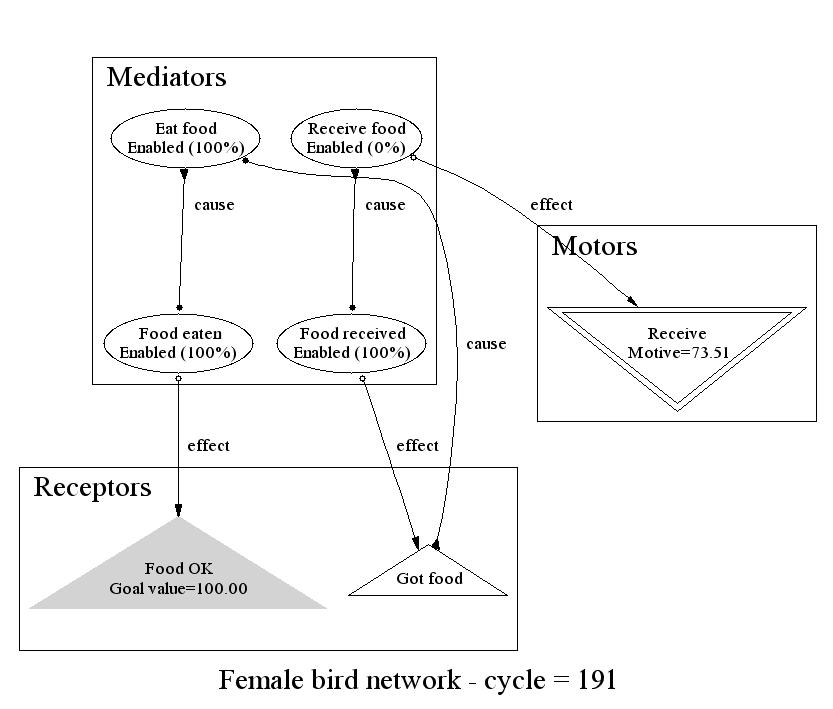 Mediators
Eat food
Enabled (100%)
Receive food
Enabled (0%)
cause
cause
effect
Motors
Receive
Motive=73.51
Food eaten
Enabled (100%)
Food received
Enabled (100%)
cause
effect
effect
Receptors
Food OK
Goal value=100.00
Got food
Female bird network - cycle = 191